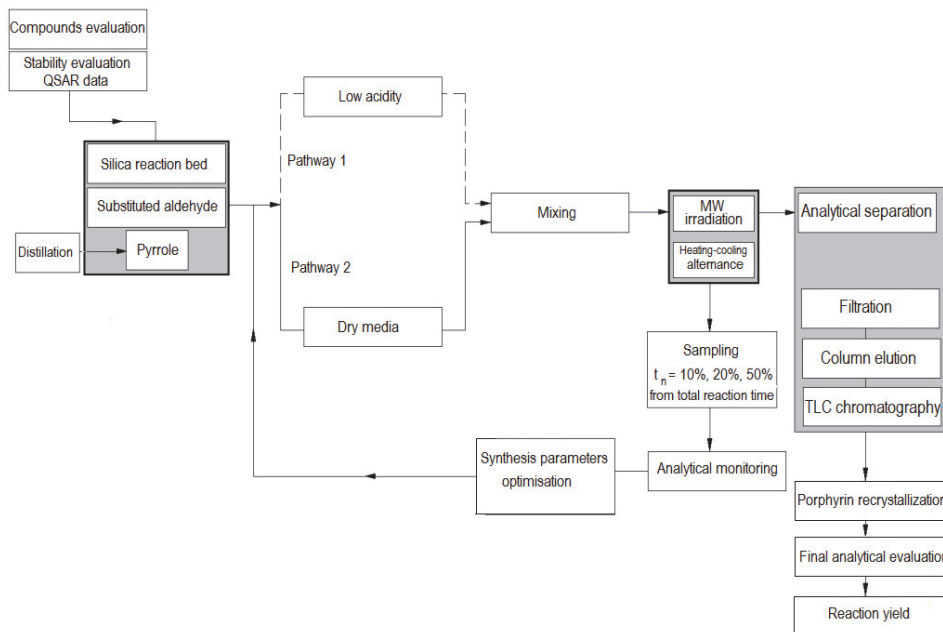 Compounds evaluation
Stability evaluation
QSAR data
Silica reaction bed
Substituted aldehyde
Distillation
Pyrrole
Low acidity
Pathway 1
Pathway 2
Dry media
Mixing
MW
irradiation
Heating-cooling
alternance
Sampling
t n = 10%, 20%, 50%
from total reaction time
Analytical monitoring
Synthesis parameters
optimisation
Analytical separation
Filtration
Column elution
TLC chromatography
Porphyrin recrystallization
Final analytical evaluation
Reaction yield